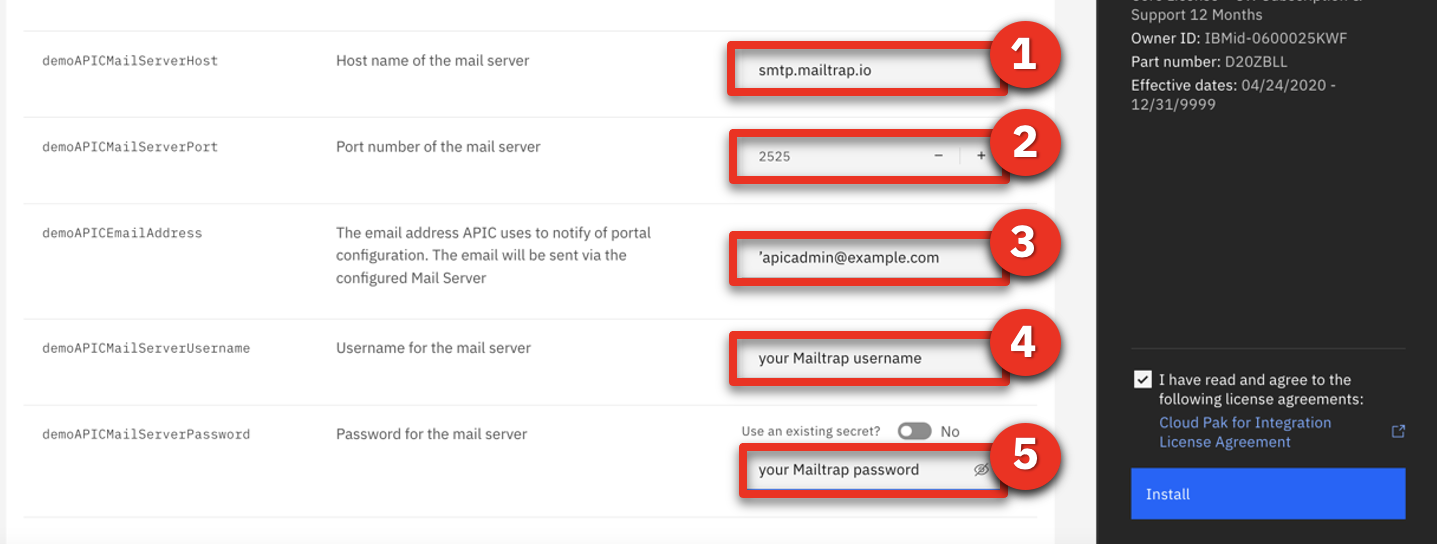 demoAPICMailServerHost
Host name of the mail server
smtp.mailtrap.io
1
demoAPICMailServerPort
Port number of the mail server
2525
− +
2
demoAPICEmailAddress
The email address APIC uses to notify of portal
configuration. The email will be sent via the
configured Mail Server
'apicadmin@example.com
3
demoAPICMailServerUsername
Username for the mail server
your Mailtrap username
4
demoAPICMailServerPassword
Password for the mail server
Use an existing secret? No
your Mailtrap password
5
Support 12 Months
Owner ID: IBMid-0600025KWF
Part number: D20ZBLL
Effective dates: 04/24/2020 -
12/31/9999
I have read and agree to the
following license agreements:
Cloud Pak for Integration
License Agreement
Install